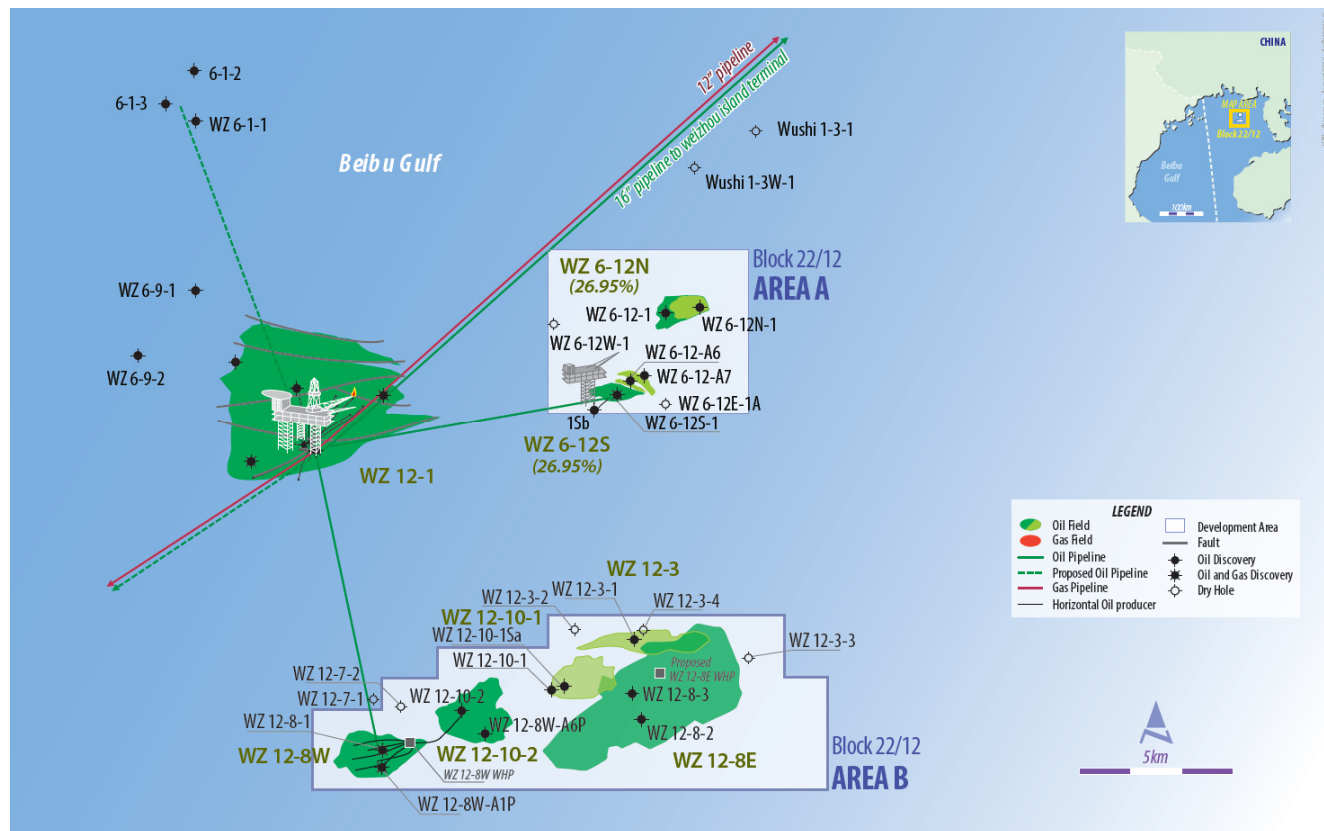 CHINA
MAP AREA
Block 22/12
Beibu
Gulf
100km
6-1-2
6-1-3
WZ 6-1-1
Beibu Gulf
12” pipeline
16” pipeline to weizhou island terminal
Wushi 1-3-1
Wushi 1-3W-1
WZ 6-9-1
WZ 6-9-2
WZ 12-1
Block 22/12
AREA A
WZ 6-12N
(26.95%)
WZ 6-12-1
WZ 6-12N-1
WZ 6-12W-1
WZ 6-12-A6
WZ 6-12-A7
WZ 6-12E-1A
1Sb
WZ 6-12S-1
WZ 6-12S
(26.95%)
LEGEND
Oil Field
Gas Field
Oil Pipeline
Proposed Oil Pipeline
Gas Pipeline
Horizontal Oil producer
Development Area
Fault
Oil Discovery
Oil and Gas Discovery
Dry Hole
WZ 12-3
WZ 12-3-2
WZ 12-3-1
WZ 12-3-4
WZ 12-10-1
WZ 12-10-1Sa
WZ 12-3-3
WZ 12-10-1
Proposed
WZ 12-8E WHP
WZ 12-7-2
WZ 12-7-1
WZ 12-10-2
WZ 12-8-3
WZ 12-8-1
WZ 12-8W-A6P
WZ 12-8-2
WZ 12-8W
WZ 12-10-2
WZ 12-8E
WZ 12-8W WHP
WZ 12-8W-A1P
Block 22/12
AREA B
5km